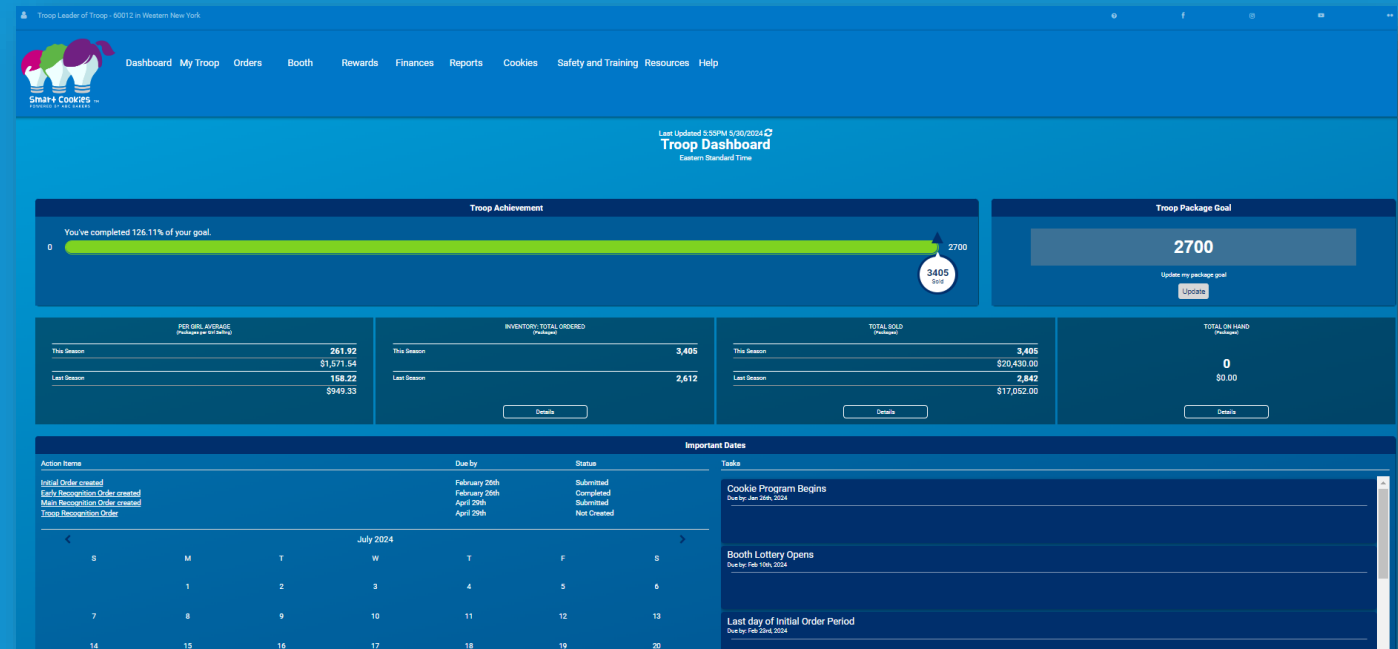 Troop Leader of Troop - 60012 in Western New York
Smart Cookies TM
POWERED BY ABC BAKERS
Dashboard My Troop Orders Booth Rewards Finances Reports Cookies Safety and Training Resources Help
Last Updated 5:55PM 5/30/2024
Troop Dashboard
Eastern Standard Time
Troop Achievement
You've completed 126.11% of your goal.
0 2700
3405
Sold
Troop Package Goal
2700
Update my package goal
Update
PER GIRL AVERAGE
(Packages per Girl Selling)
This Season 261.92
$1,571.54
Last Season 158.22
$949.33
INVENTORY: TOTAL ORDERED
(Packages)
This Season 3,405
Last Season 2,612
Details
TOTAL SOLD
(Packages)
This Season 3,405
$20,430.00
Last Season 2,842
$17,052.00
Details
TOTAL ON HAND
(Packages)
0
$0.00
Details
Important Dates
Action Items Due by Status
Initial Order created February 26th Submitted
Early Recognition Order created February 26th Completed
Main Recognition Order created April 29th Submitted
Troop Recognition Order April 29th Not Created
July 2024
S M T W T F S
1 2 3 4 5 6
7 8 9 10 11 12 13
14 15 16 17 18 19 20
Tasks
Cookie Program Begins
Due by: Jan 26th, 2024
Booth Lottery Opens
Due by: Feb 10th, 2024
Last day of Initial Order Period
Due by: Feb 23rd, 2024